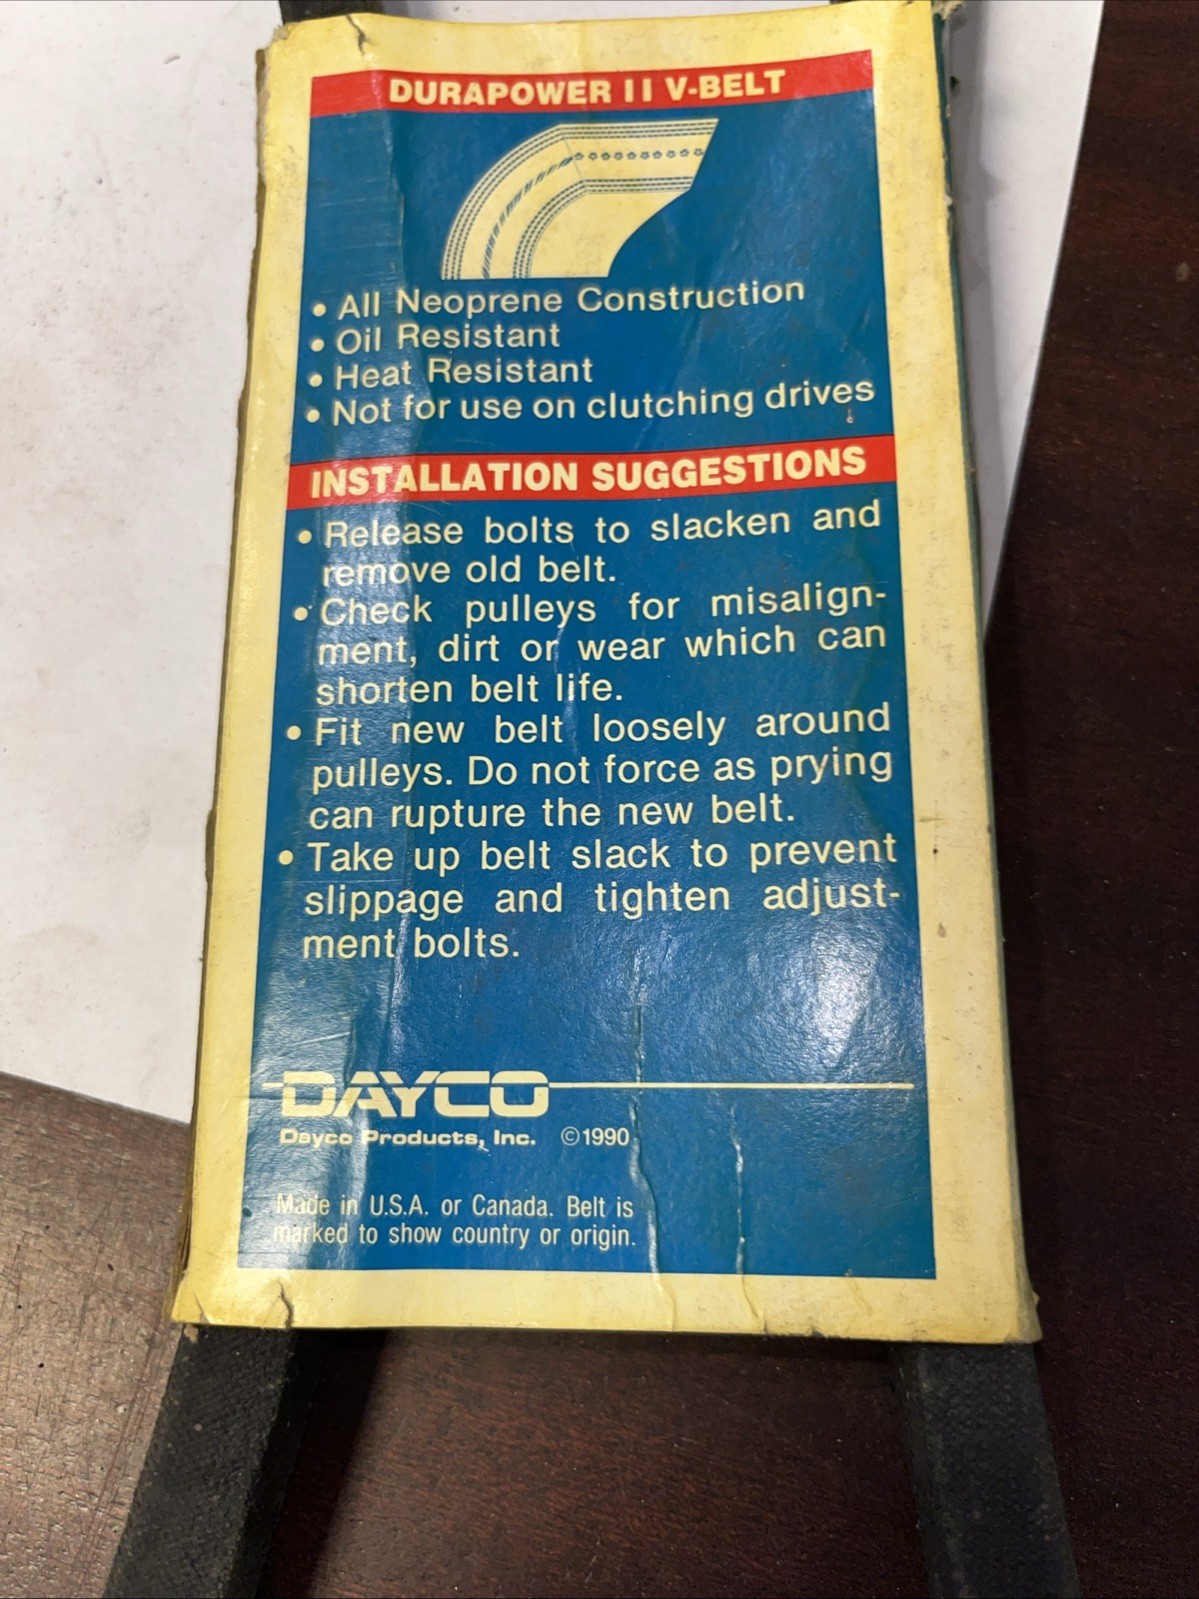 DURAPOWER II V-BELT
• All Neoprene Construction
• Oil Resistant
• Heat Resistant
• Not for use on clutching drives
INSTALLATION SUGGESTIONS
• Release bolts to slacken and
remove old belt.
• Check pulleys for misalign-
ment, dirt or wear which can
shorten belt life.
• Fit new belt loosely around
pulleys. Do not force as prying
can rupture the new belt.
• Take up belt slack to prevent
slippage and tighten adjust-
ment bolts.
DAYCO
Dayco Products, Inc. ©1990
Made in U.S.A. or Canada. Belt is
marked to show country or origin.